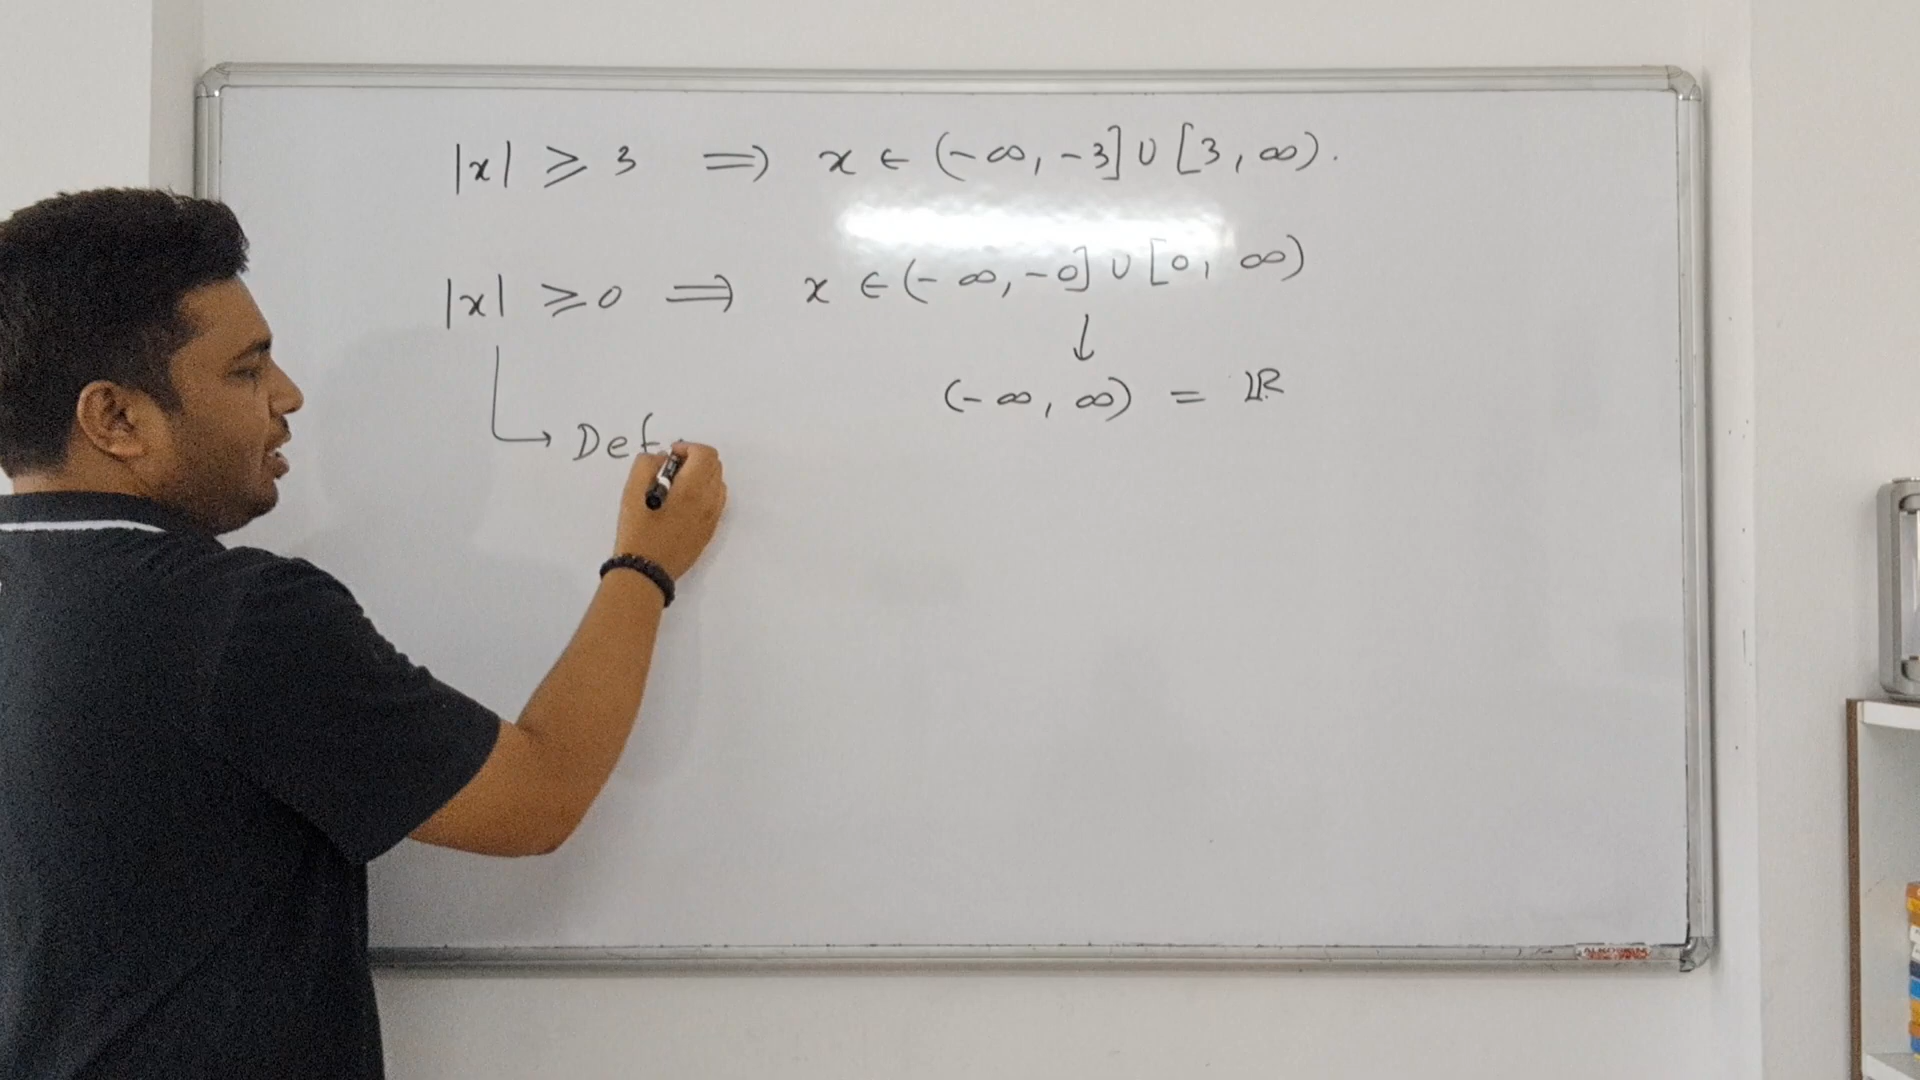 |x| ⩾ 3 ⟹ x ∈ (-∞, -3] ∪ [3, ∞).
|x| ⩾ 0 ⟹ x ∈ (-∞, -0] ∪ [0, ∞)
↓
(-∞, ∞) = ℝ
↳ Def